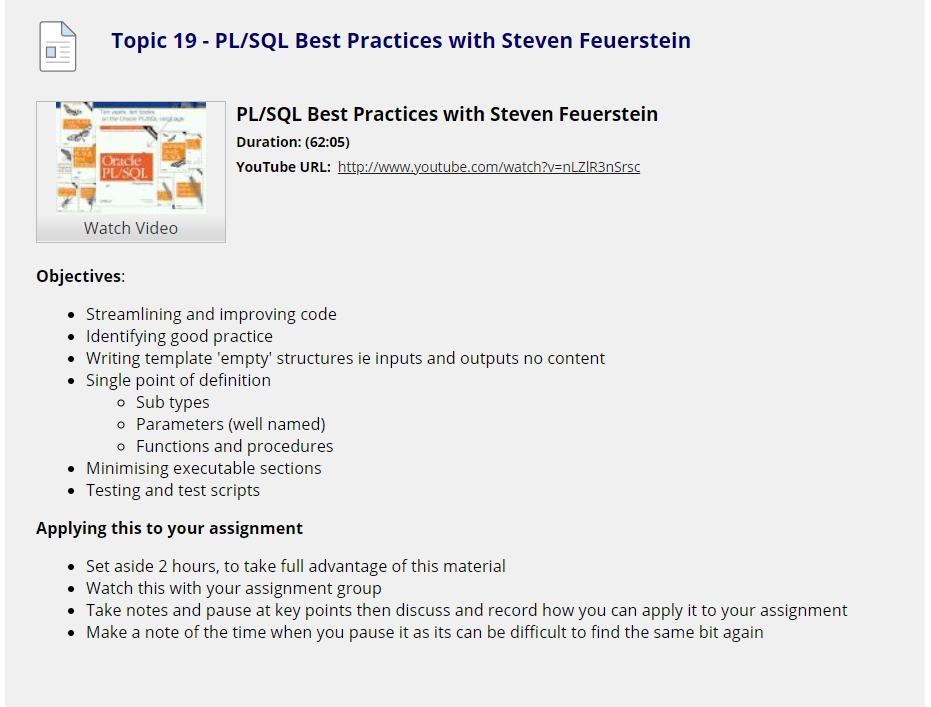 Topic 19 - PL/SQL Best Practices with Steven Feuerstein
Ten years, ten books
on the Oracle PL/SQL language
Oracle
PL/SQL
Watch Video
PL/SQL Best Practices with Steven Feuerstein
Duration: (62:05)
YouTube URL: http://www.youtube.com/watch?v=nLZlR3nSrsc
Objectives:
Streamlining and improving code
Identifying good practice
Writing template 'empty' structures ie inputs and outputs no content
Single point of definition
Sub types
Parameters (well named)
Functions and procedures
Minimising executable sections
Testing and test scripts
Applying this to your assignment
Set aside 2 hours, to take full advantage of this material
Watch this with your assignment group
Take notes and pause at key points then discuss and record how you can apply it to your assignment
Make a note of the time when you pause it as its can be difficult to find the same bit again